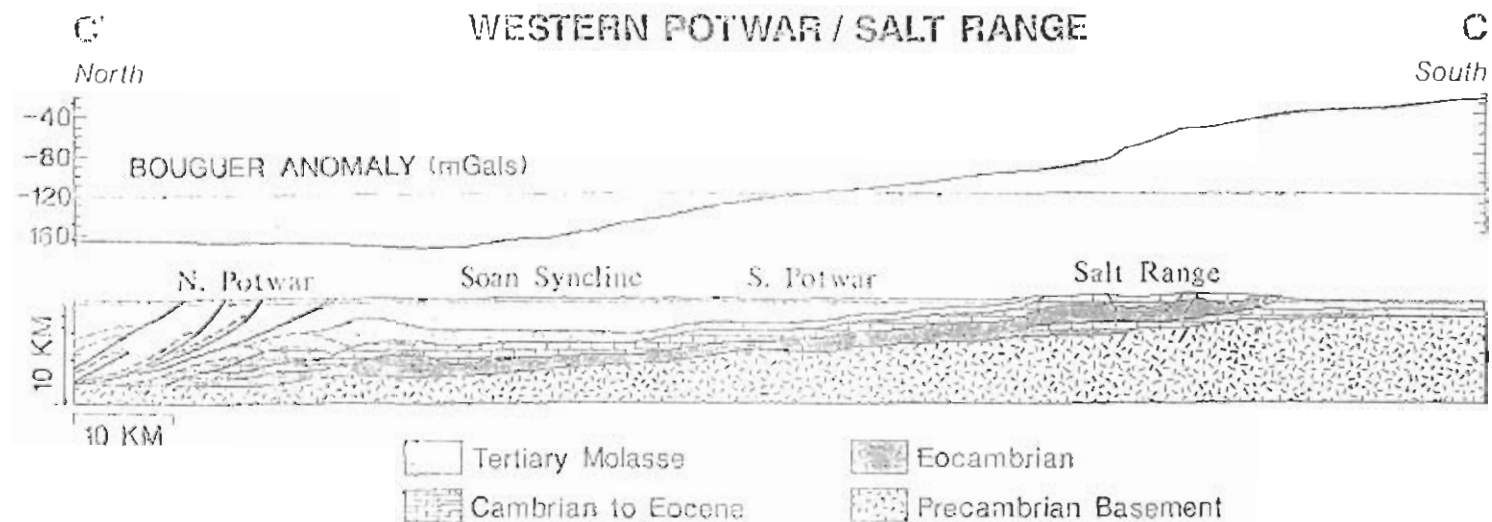 C' WESTERN POTWAR / SALT RANGE C
North South
-40
-80
BOUGUER ANOMALY (mGals)
-120
160
N. Potwar Soan Syncline S. Potwar Salt Range
10 KM
10 KM
Tertiary Molasse Eocambrian
Cambrian to Eocene Precambrian Basement